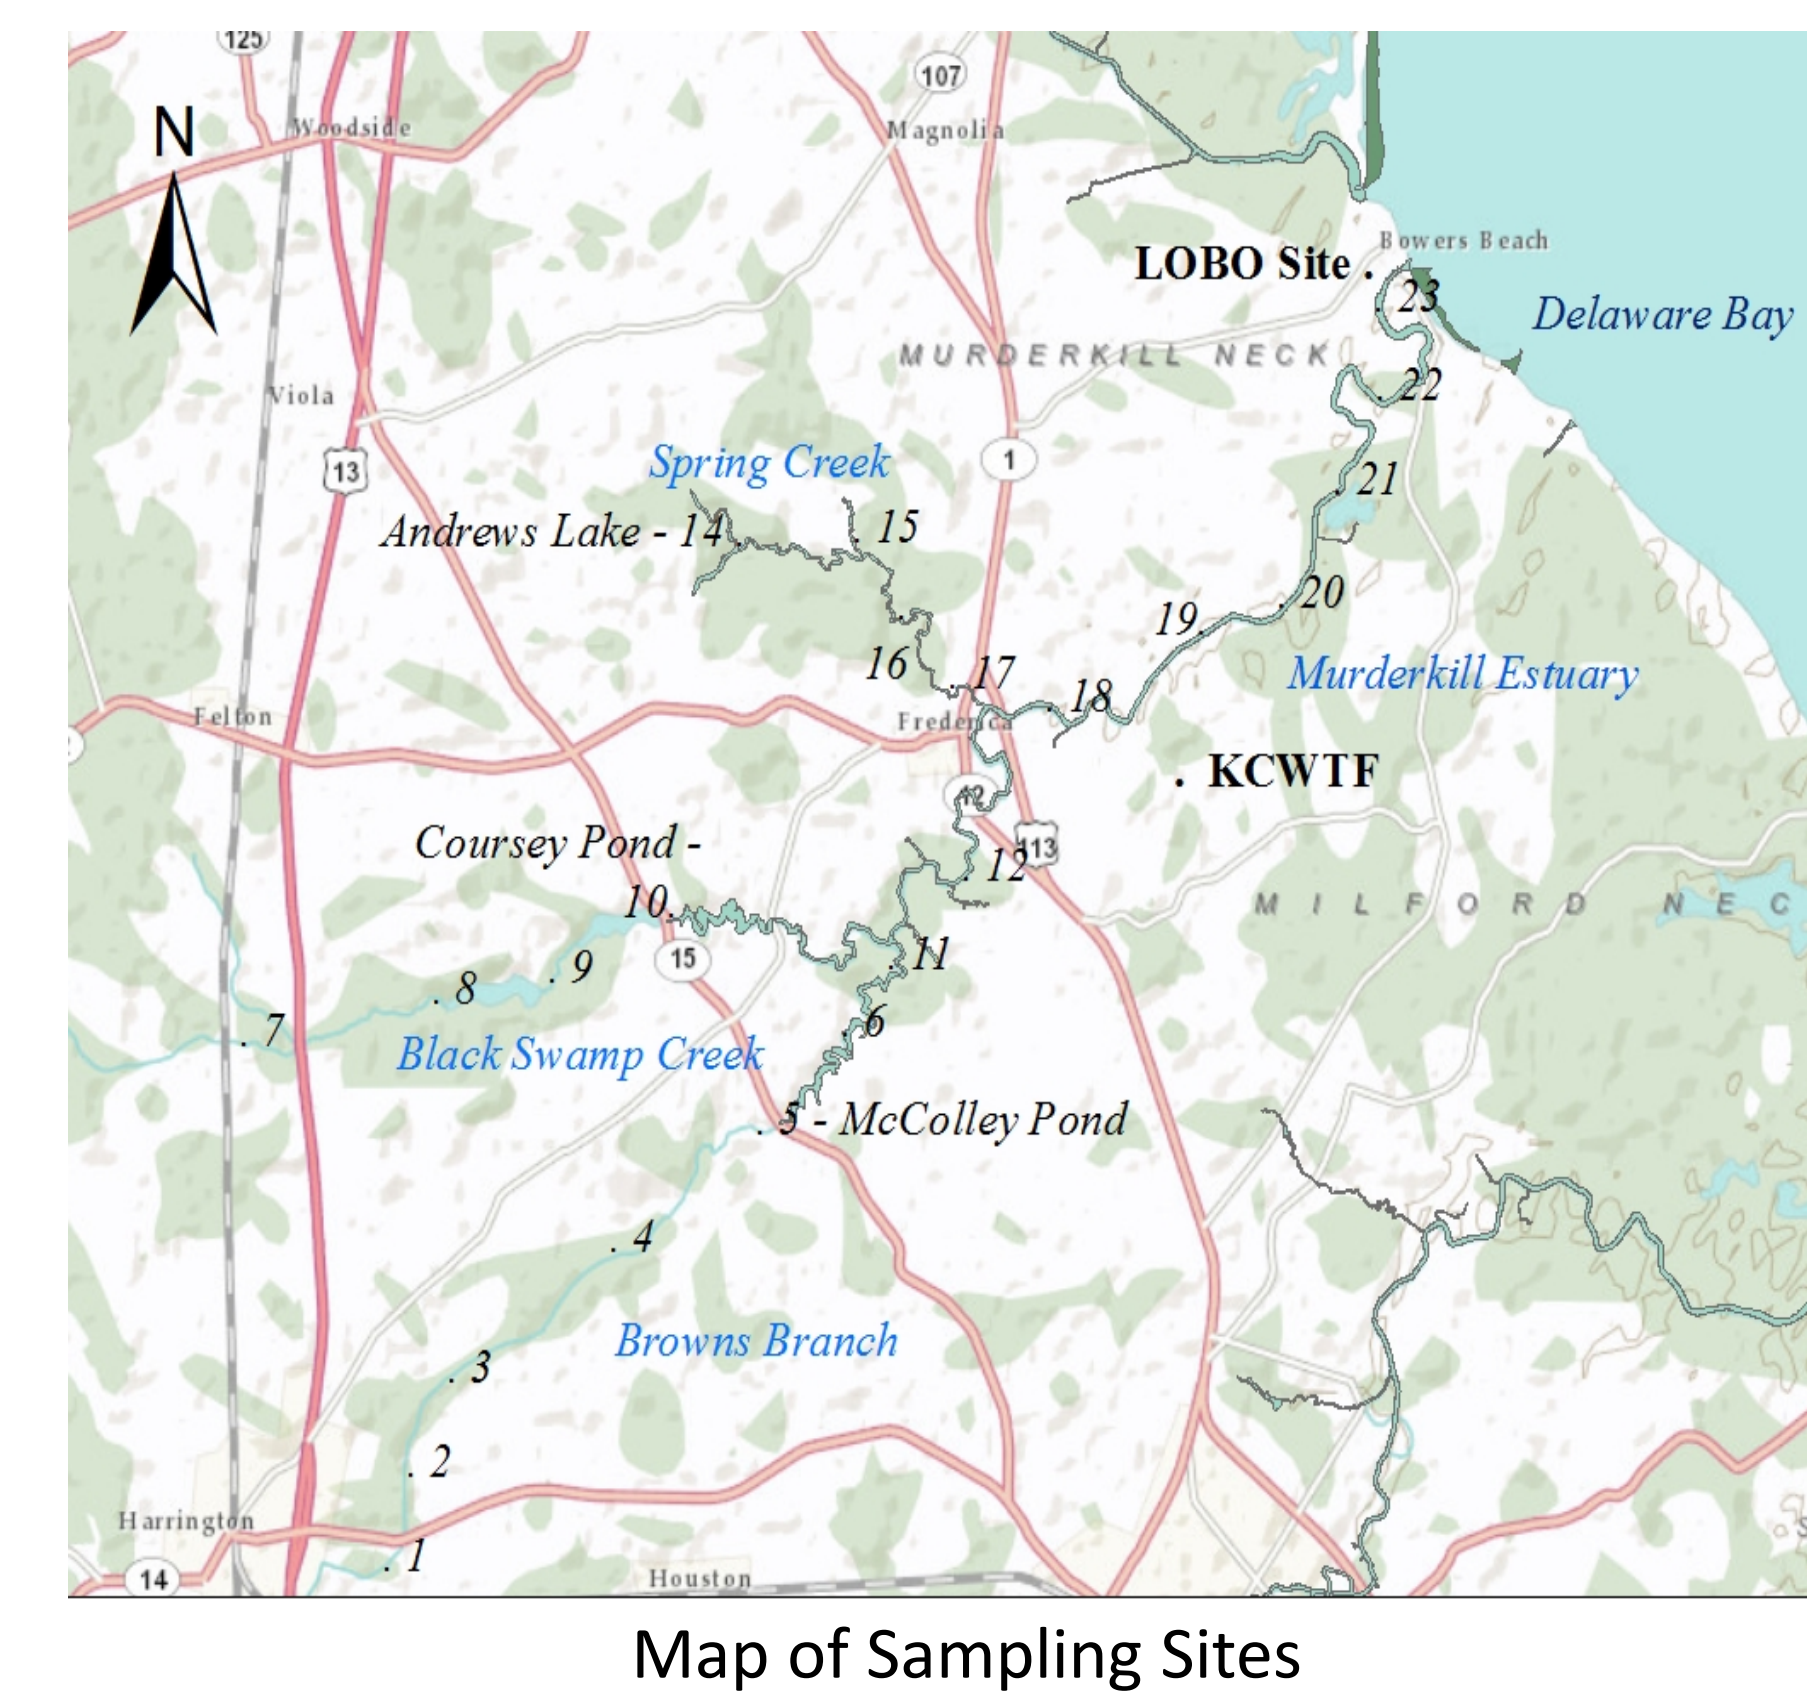 125
107
N
Woodside
Magnolia
Bowers Beach
LOBO Site .
. 23
Delaware Bay
MURDERKILL NECK
. 22
Viola
Spring Creek
1
13
. 21
Andrews Lake - 14 .
. 15
. 20
19 .
16
. 17
Murderkill Estuary
. 18
Felton
Frederica
. KCWTF
12
113
Coursey Pond -
. 12
10 .
MILFORD NEC
. 11
15
. 9
. 8
. 6
. 7
Black Swamp Creek
. 5 - McColley Pond
. 4
Browns Branch
. 3
. 2
Harrington
. 1
14
Houston
Map of Sampling Sites